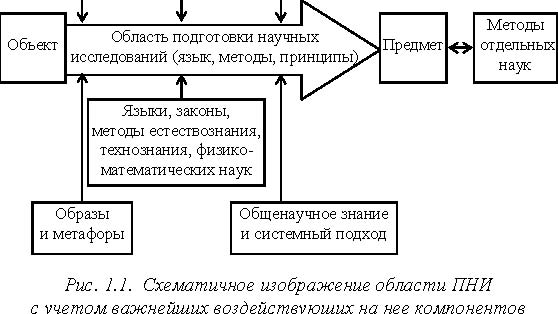 Объект
Область подготовки научных
исследований (язык, методы, принципы)
Предмет
Методы
отдельных
наук
Языки, законы,
методы естествознания,
технознания, физико-
математических наук
Образы
и метафоры
Общенаучное знание
и системный подход
Рис. 1.1. Схематичное изображение области ПНИ
с учетом важнейших воздействующих на нее компонентов